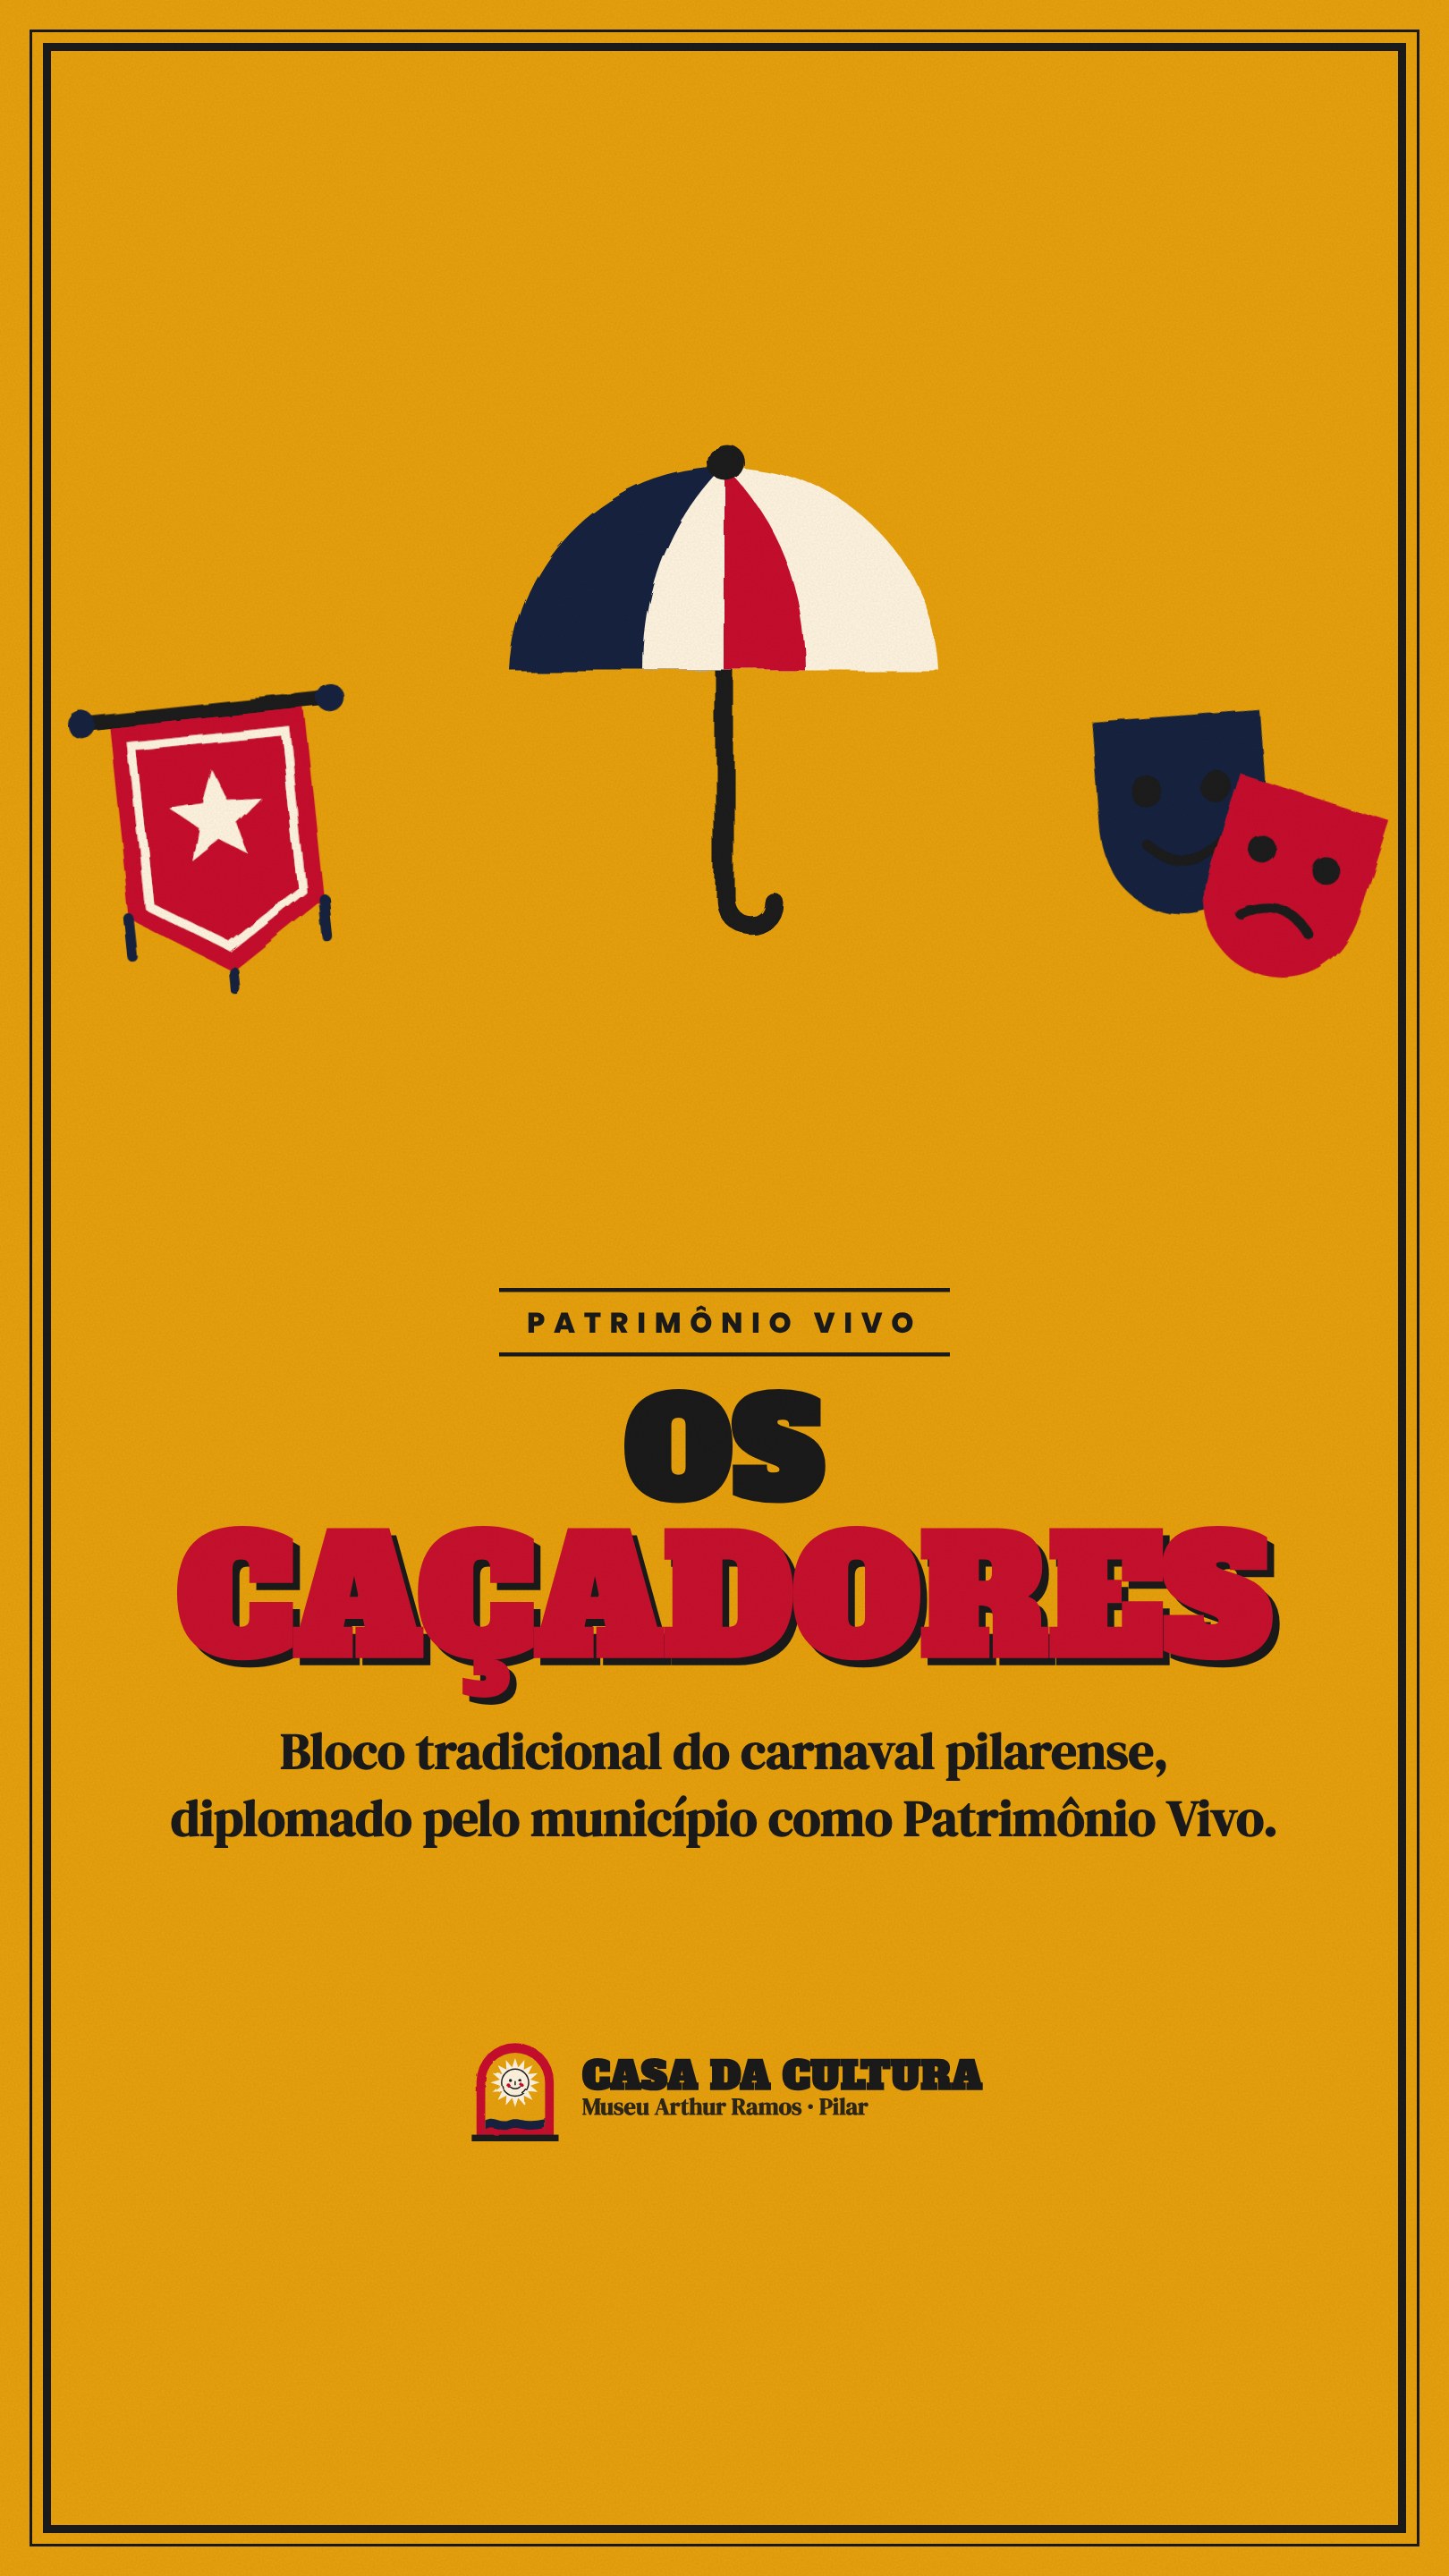 PATRIMÔNIO VIVO
OS
CAÇADORES
Bloco tradicional do carnaval pilarense,
diplomado pelo município como Patrimônio Vivo.
CASA DA CULTURA
Museu Arthur Ramos • Pilar